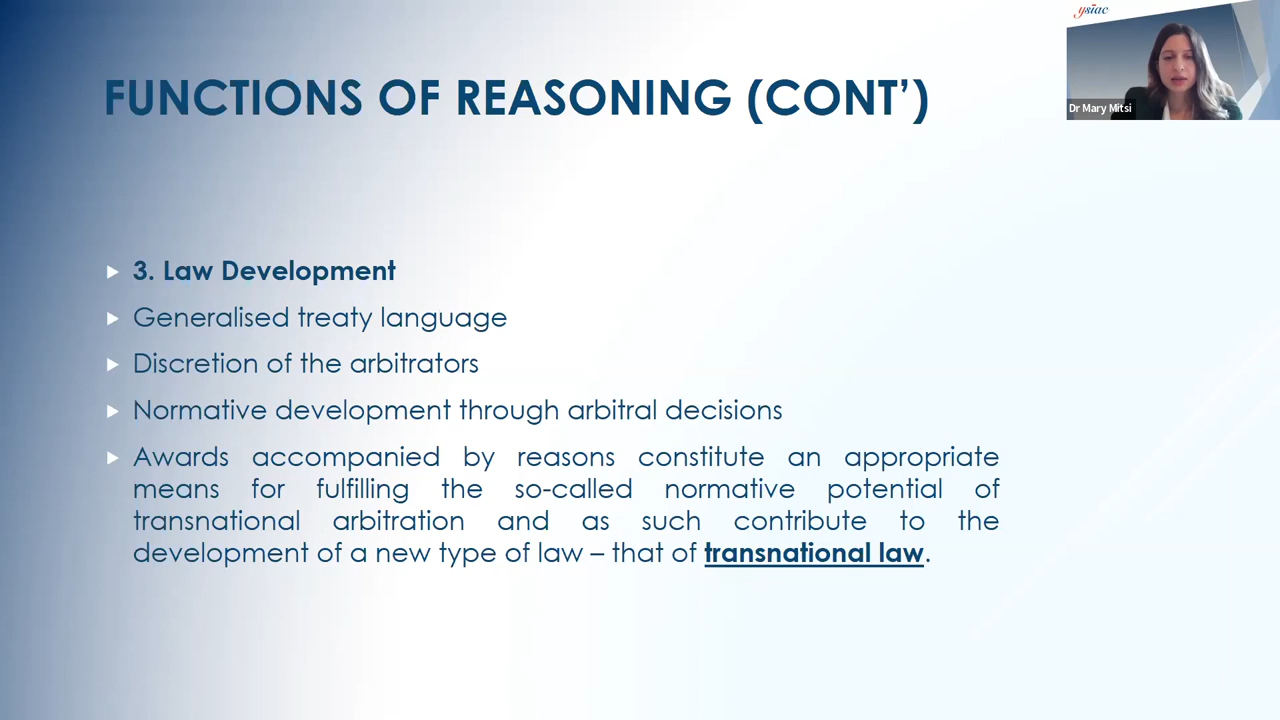 ysiac
FUNCTIONS OF REASONING (CONT’)
Dr Mary Mitsi
3. Law Development
Generalised treaty language
Discretion of the arbitrators
Normative development through arbitral decisions
Awards accompanied by reasons constitute an appropriate
means for fulfilling the so-called normative potential of
transnational arbitration and as such contribute to the
development of a new type of law – that of transnational law.